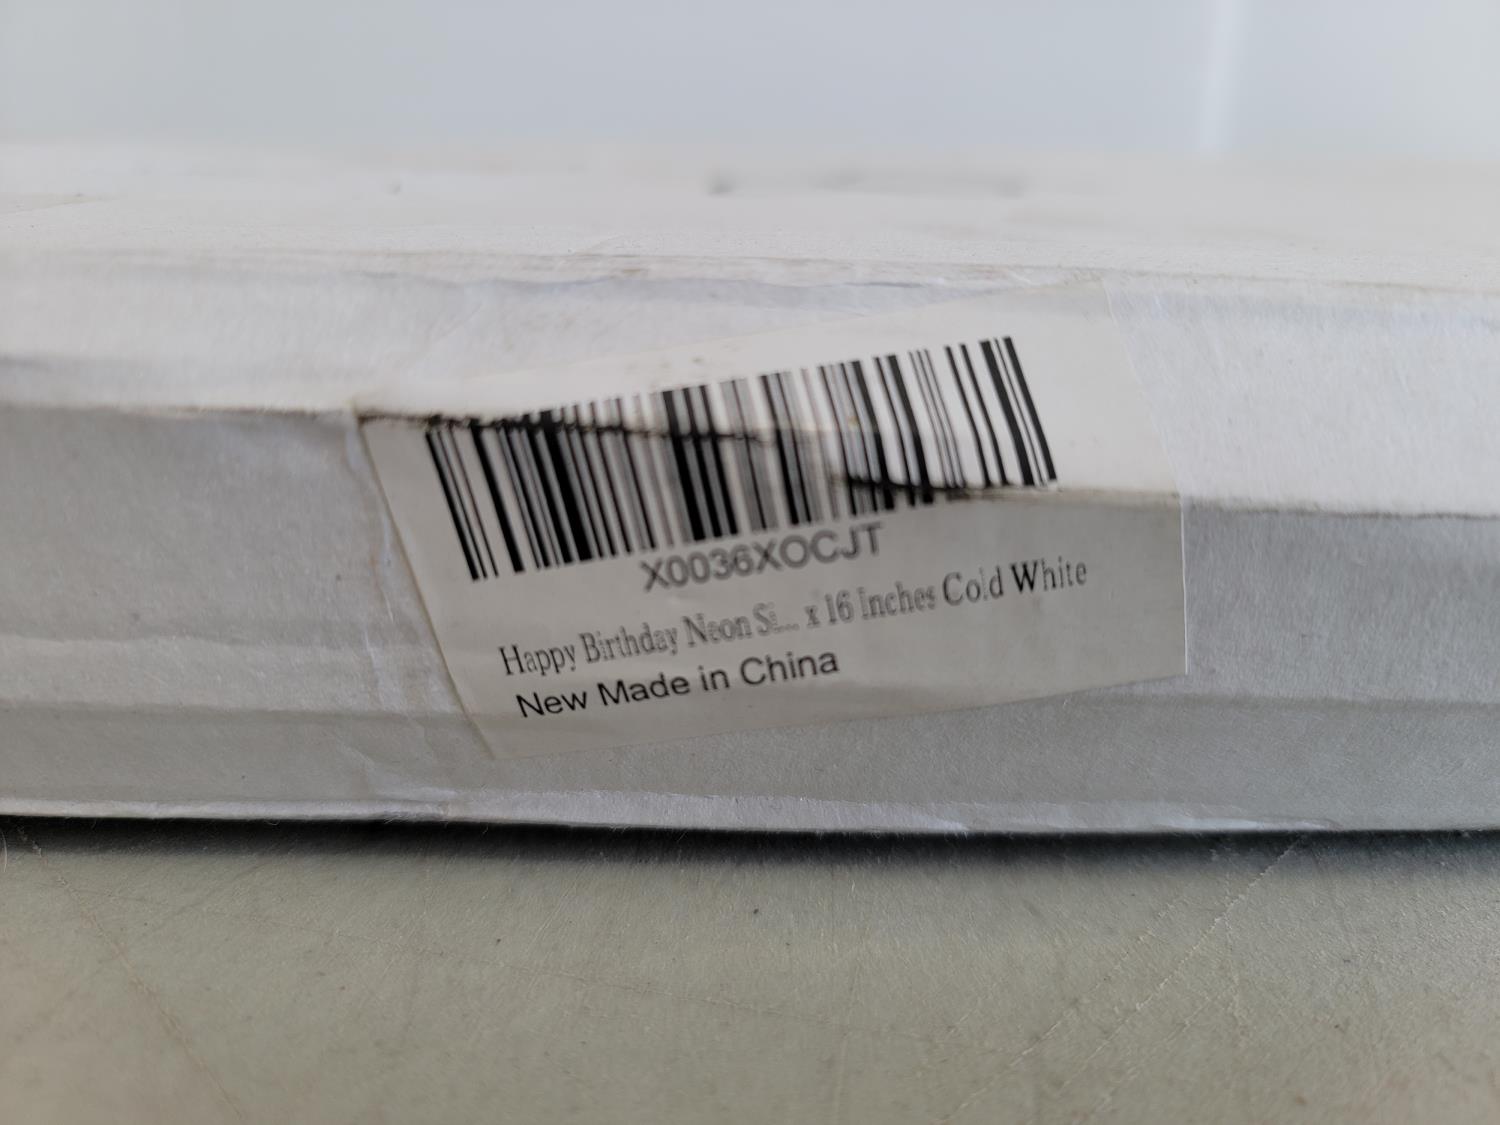 X0036XOCJT
Happy Birthday Neon Si... x 16 Inches Cold White
New Made in China